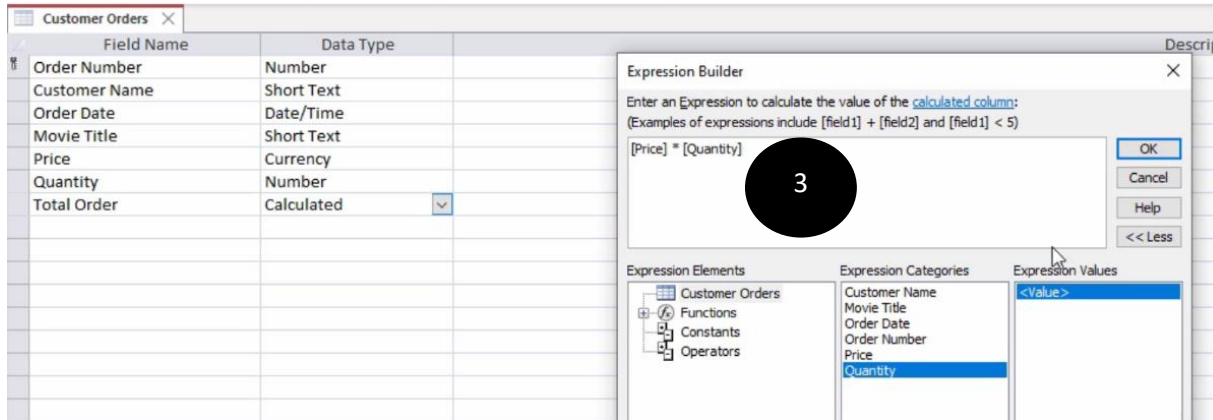 Customer Orders
Field Name Data Type Descrip
Order Number Number
Customer Name Short Text
Order Date Date/Time
Movie Title Short Text
Price Currency
Quantity Number
Total Order Calculated
Expression Builder
Enter an Expression to calculate the value of the calculated column:
(Examples of expressions include [field1] + [field2] and [field1] < 5)
[Price] * [Quantity]
3
OK
Cancel
Help
<< Less
Expression Elements
Customer Orders
Functions
Constants
Operators
Expression Categories
Customer Name
Movie Title
Order Date
Order Number
Price
Quantity
Expression Values
<Value>